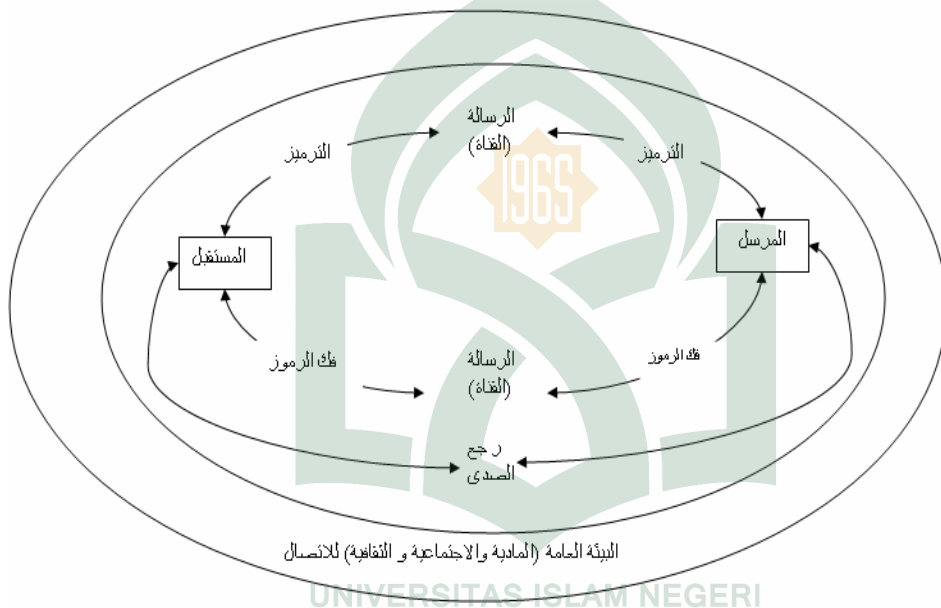 الرسالة
(القناة)
الترميز
الترميز
1965
المرسل
المستقبل
الرسالة
(القناة)
فك الرموز
فك الرموز
رجع
الصدى
البيئة العامة (المادية والاجتماعية و الثقافية) للاتصال
UNIVERSITAS ISLAM NEGERI